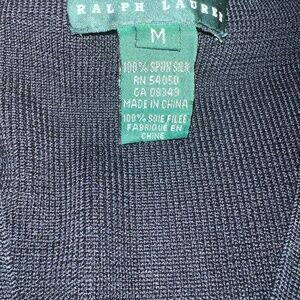 RALPH LAUREN
M
100% SPUN SILK
RN 54050
CA 08349
MADE IN CHINA
100% SOIE FILEE
FABRIQUE EN
CHINE